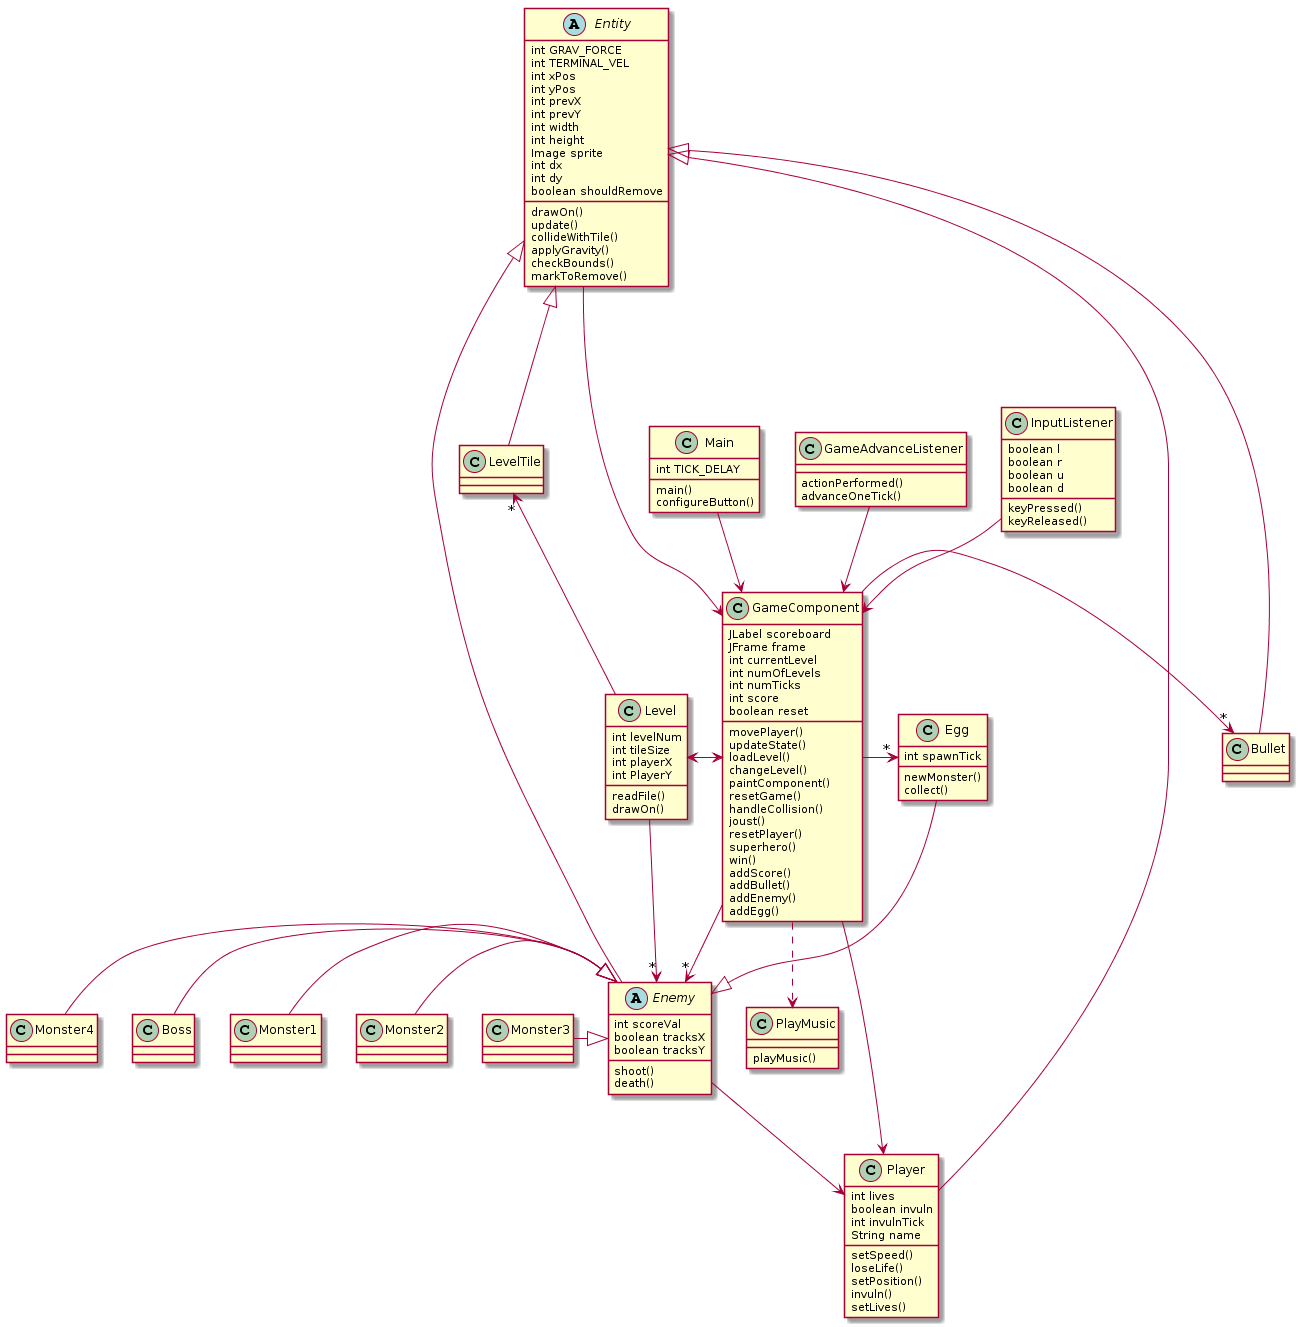 A Entity
int GRAV_FORCE
int TERMINAL_VEL
int xPos
int yPos
int prevX
int prevY
int width
int height
Image sprite
int dx
int dy
boolean shouldRemove
drawOn()
update()
collideWithTile()
applyGravity()
checkBounds()
markToRemove()
C LevelTile
*
C Main
int TICK_DELAY
main()
configureButton()
C GameAdvanceListener
actionPerformed()
advanceOneTick()
C InputListener
boolean l
boolean r
boolean u
boolean d
keyPressed()
keyReleased()
C GameComponent
JLabel scoreboard
JFrame frame
int currentLevel
int numOfLevels
int numTicks
int score
boolean reset
movePlayer()
updateState()
loadLevel()
changeLevel()
paintComponent()
resetGame()
handleCollision()
joust()
resetPlayer()
superhero()
win()
addScore()
addBullet()
addEnemy()
addEgg()
C Level
int levelNum
int tileSize
int playerX
int PlayerY
readFile()
drawOn()
*
C Egg
int spawnTick
newMonster()
collect()
*
C Bullet
*
*
C Monster4
C Boss
C Monster1
C Monster2
C Monster3
A Enemy
int scoreVal
boolean tracksX
boolean tracksY
shoot()
death()
C PlayMusic
playMusic()
C Player
int lives
boolean invuln
int invulnTick
String name
setSpeed()
loseLife()
setPosition()
invuln()
setLives()